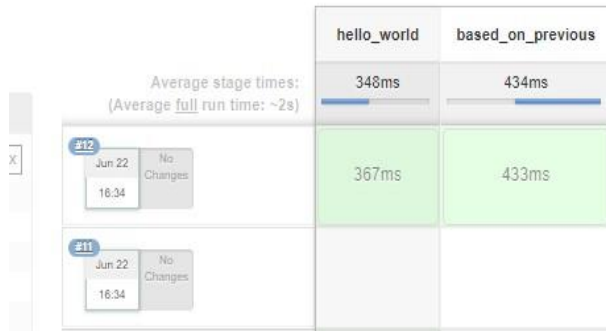 hello_world based_on_previous
Average stage times: 348ms 434ms
(Average full run time: ~2s)
x
#12
Jun 22 No
Changes
16:34
367ms 433ms
#11
Jun 22 No
Changes
16:34